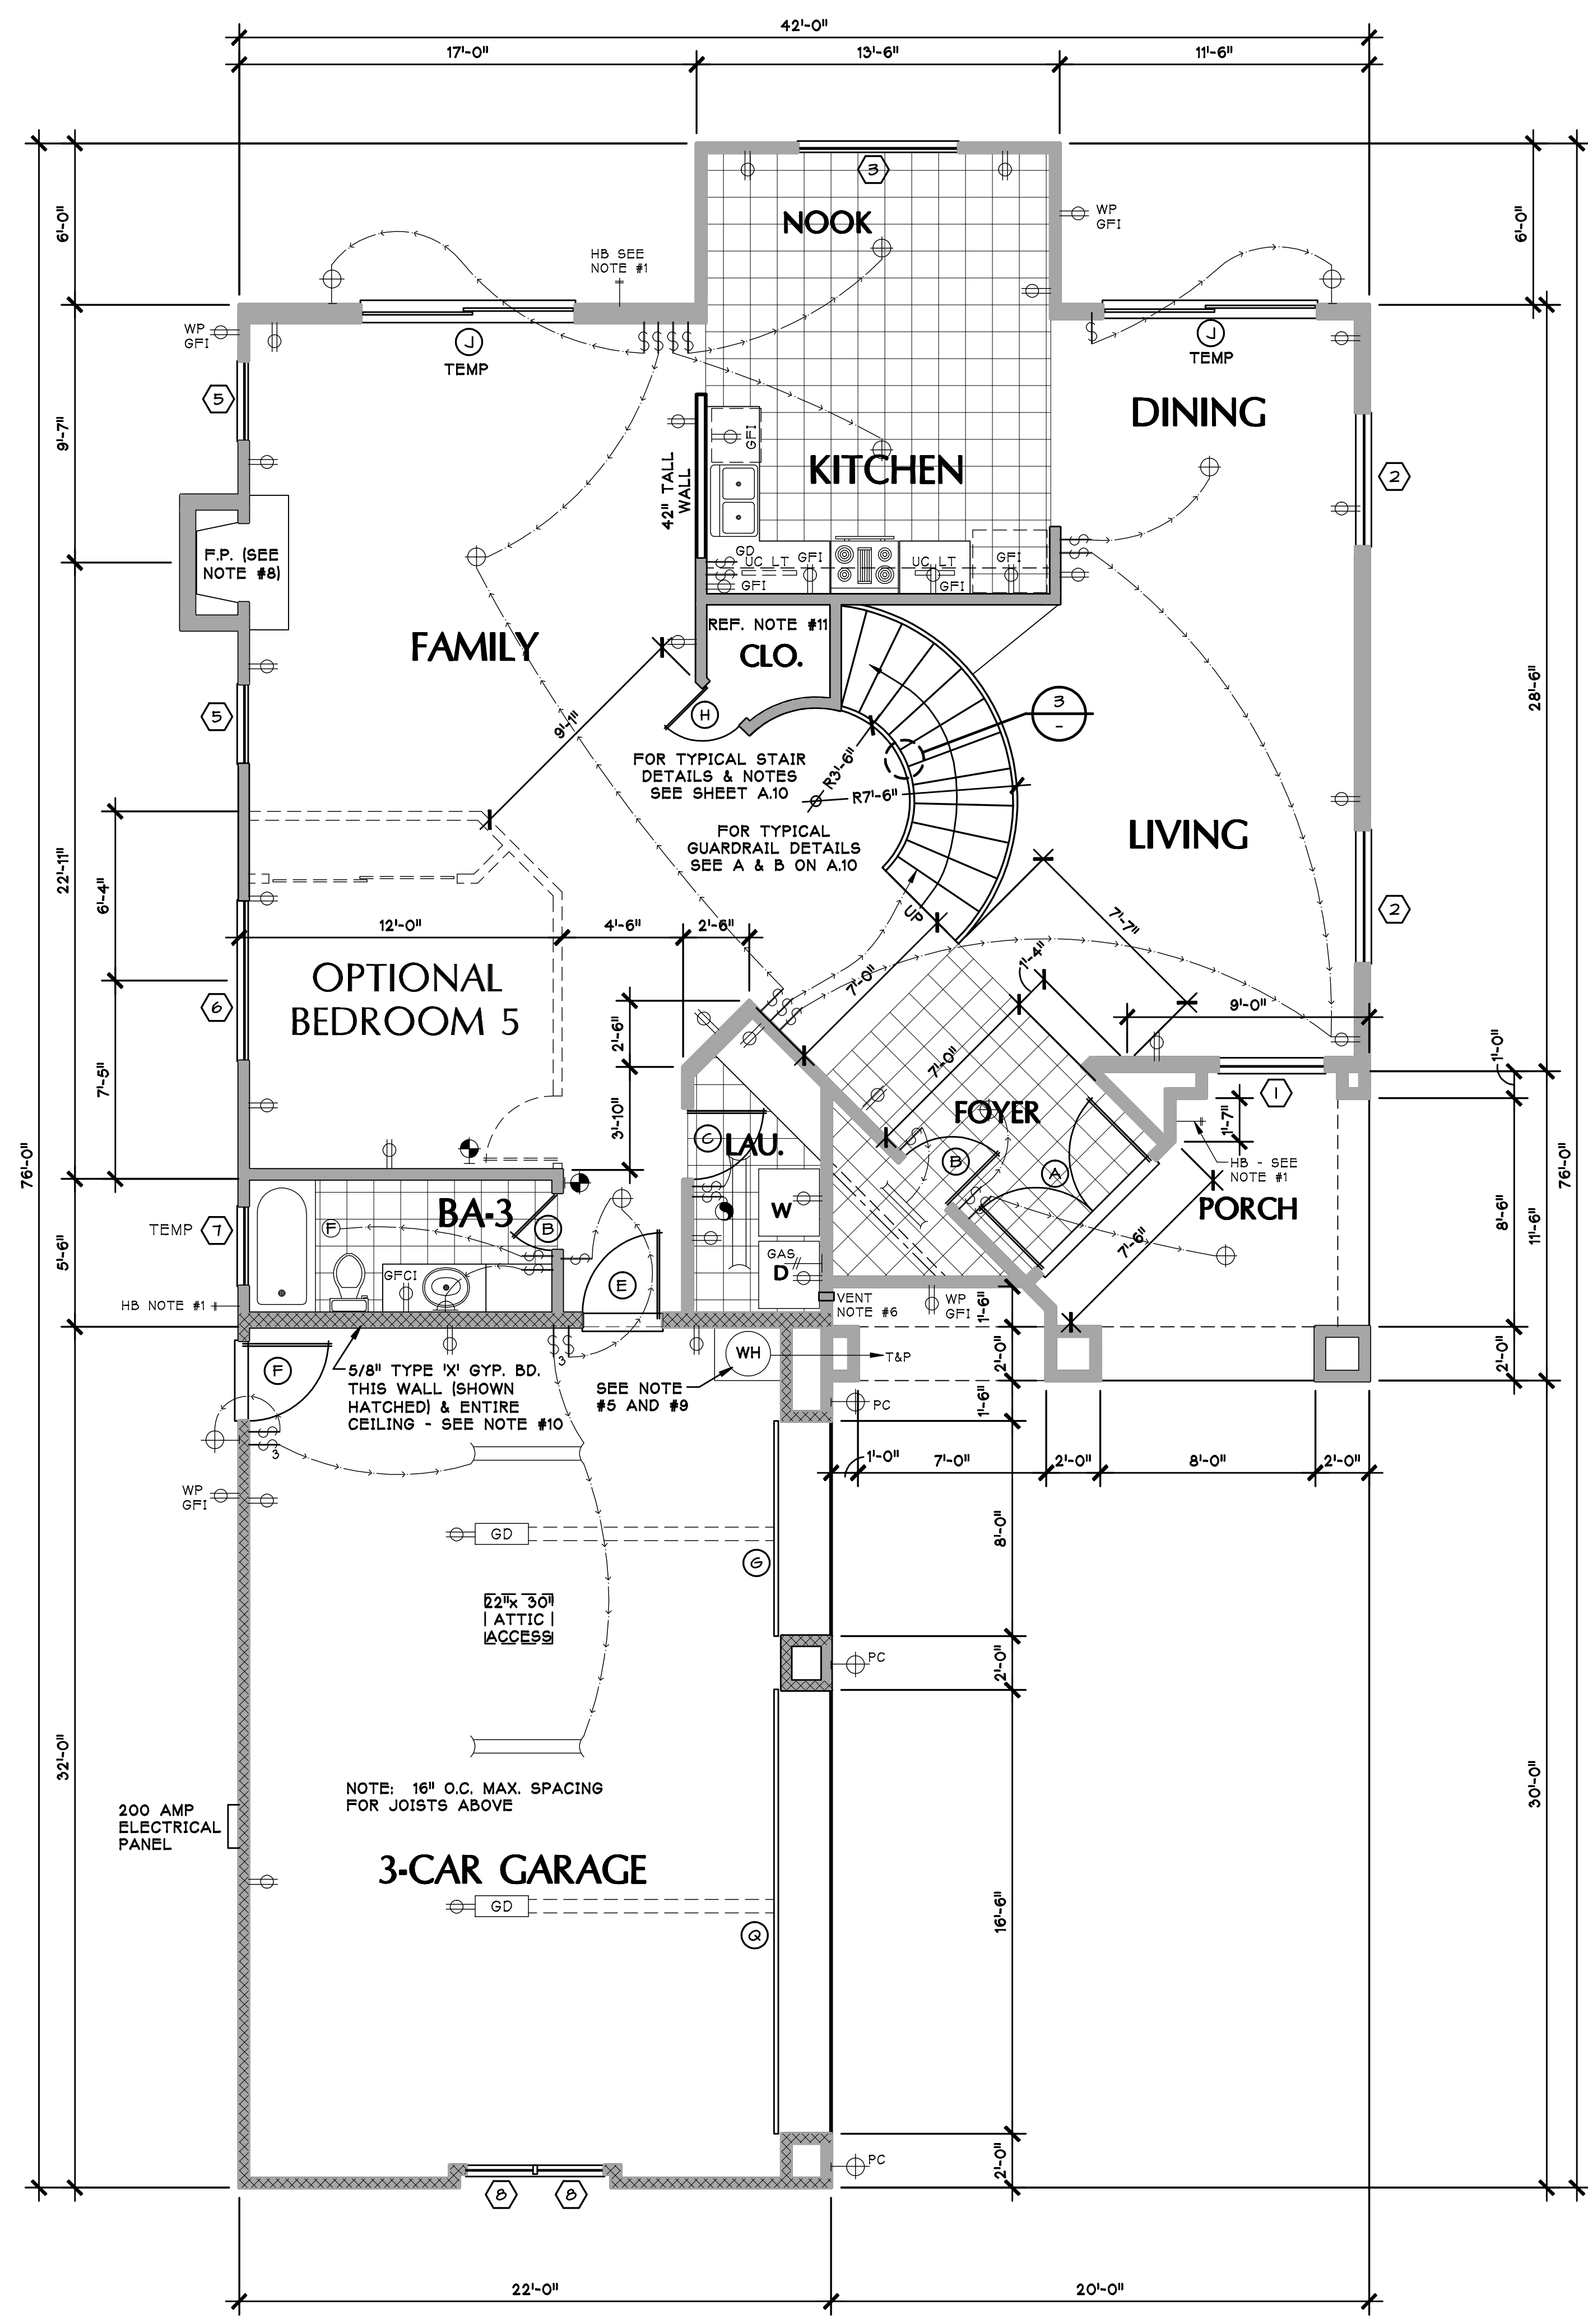 42'-0"
17'-0"
13'-6"
11'-6"
6'-0"
NOOK
3
WP
GFI
6'-0"
HB SEE
NOTE #1
WP
GFI
J
TEMP
J
TEMP
5
9'-7"
DINING
42" TALL
WALL
GFI
KITCHEN
2
F.P. (SEE
NOTE #8)
GD
UC LT
GFI
UC LT
GFI
GFI
GFI
FAMILY
REF. NOTE #11
CLO.
28'-6"
5
9'-1"
H
3
-
FOR TYPICAL STAIR
DETAILS & NOTES
SEE SHEET A.10
R3'-6"
R7'-6"
FOR TYPICAL
GUARDRAIL DETAILS
SEE A & B ON A.10
LIVING
22'-11"
6'-4"
2
UP
7'-7"
12'-0"
4'-6"
2'-6"
1'-4"
7'-0"
OPTIONAL
BEDROOM 5
6
9'-0"
2'-6"
7'-0"
1'-0"
7'-5"
3'-10"
FOYER
1
1'-7"
C
LAU.
76'-0"
76'-0"
B
A
HB - SEE
NOTE #1
PORCH
TEMP
7
F
BA-3
B
W
8'-6"
11'-6"
5'-6"
7'-6"
GAS
D
GFCI
E
HB NOTE #1
VENT
NOTE #6
WP
GFI
1'-6"
F
3
WH
T&P
2'-0"
2'-0"
5/8" TYPE 'X' GYP. BD.
THIS WALL (SHOWN
HATCHED) & ENTIRE
CEILING - SEE NOTE #10
SEE NOTE
#5 AND #9
PC
1'-6"
3
1'-0"
7'-0"
2'-0"
8'-0"
2'-0"
WP
GFI
GD
G
8'-0"
22"x 30"
ATTIC
ACCESS
PC
2'-0"
32'-0"
30'-0"
NOTE: 16" O.C. MAX. SPACING
FOR JOISTS ABOVE
200 AMP
ELECTRICAL
PANEL
3-CAR GARAGE
GD
Q
16'-6"
PC
2'-0"
8
8
22'-0"
20'-0"